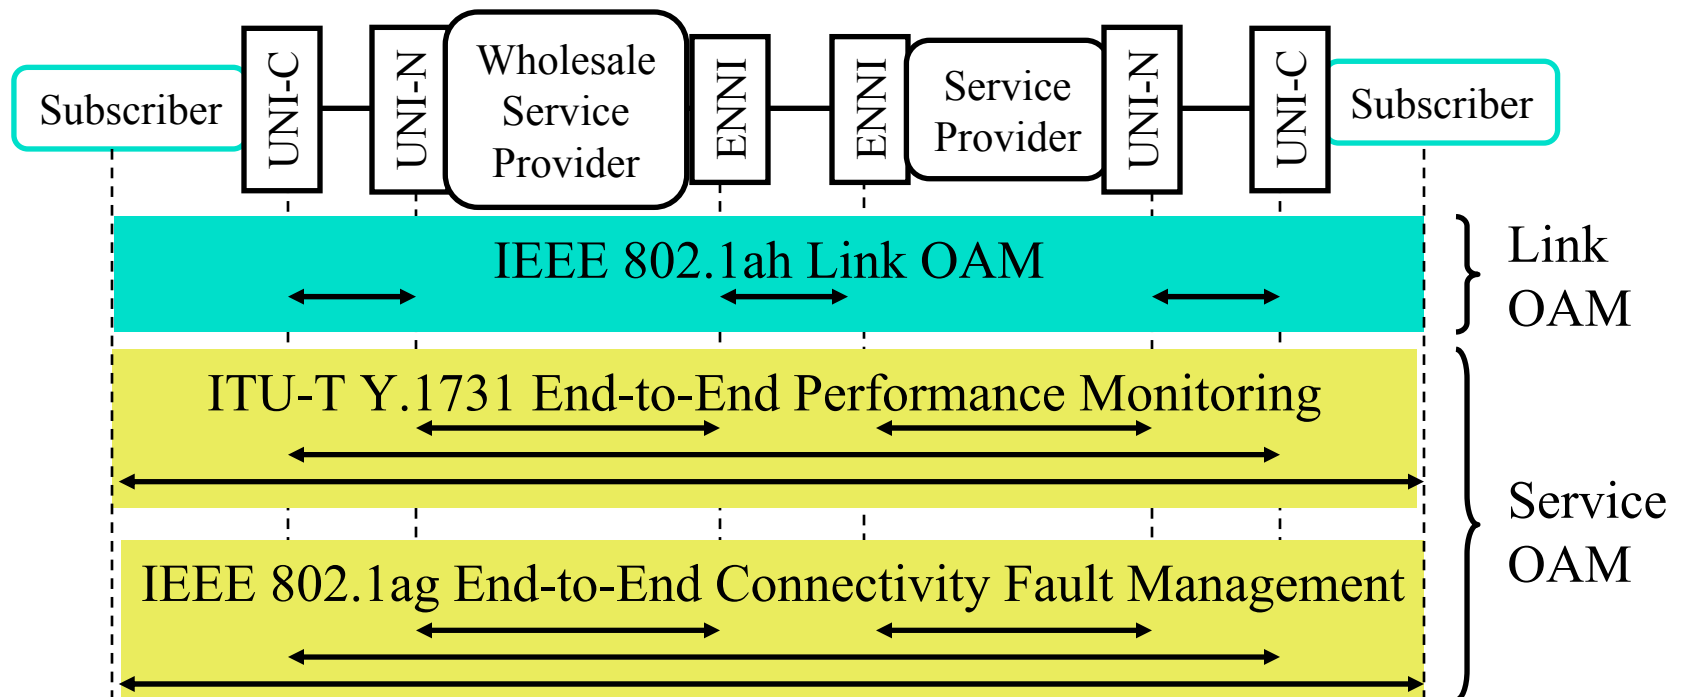 Subscriber
UNI-C
UNI-N
Wholesale
Service
Provider
ENNI
ENNI
Service
Provider
UNI-N
UNI-C
Subscriber
IEEE 802.1ah Link OAM
Link
OAM
ITU-T Y.1731 End-to-End Performance Monitoring
IEEE 802.1ag End-to-End Connectivity Fault Management
Service
OAM